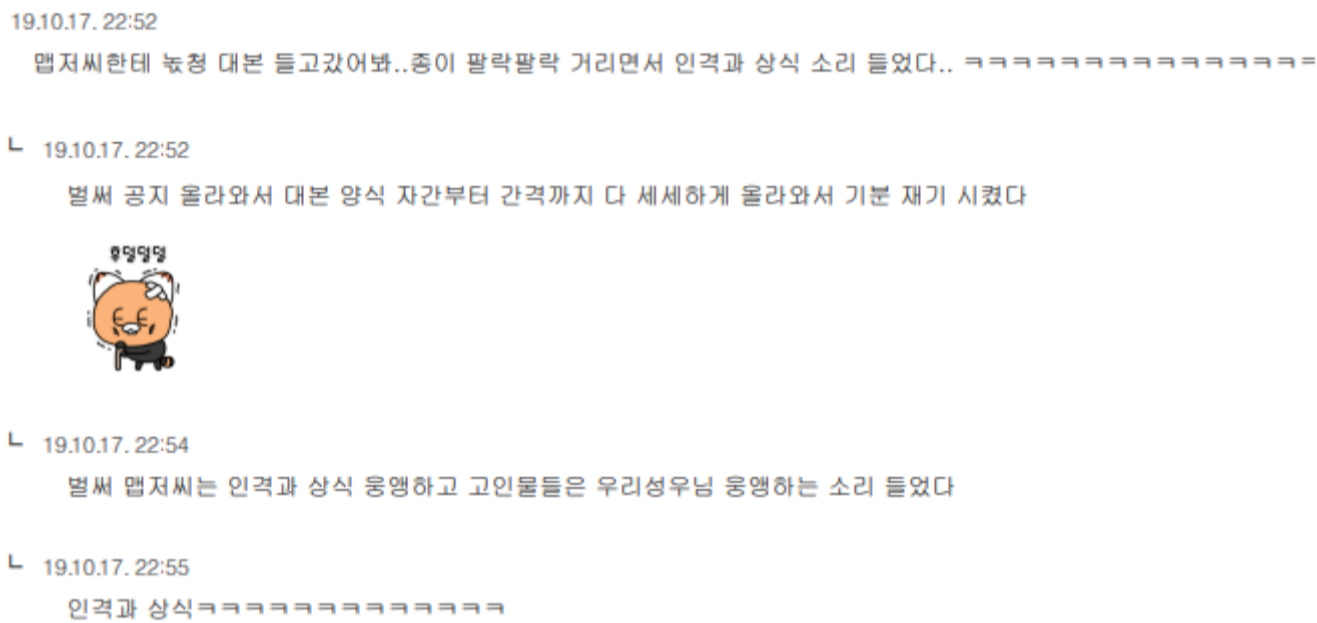 19.10.17. 22:52
맵저씨한테 녻청 대본 들고갔어봐..종이 팔락팔락 거리면서 인격과 상식 소리 들었다.. ㅋㅋㅋㅋㅋㅋㅋㅋㅋㅋㅋㅋㅋㅋ
ㄴ 19.10.17. 22:52
벌써 공지 올라와서 대본 양식 자간부터 간격까지 다 세세하게 올라와서 기분 재기 시켰다
후덜덜덜
ㄴ 19.10.17. 22:54
벌써 맵저씨는 인격과 상식 웅앵하고 고인물들은 우리성우님 웅앵하는 소리 들었다
ㄴ 19.10.17. 22:55
인격과 상식ㅋㅋㅋㅋㅋㅋㅋㅋㅋㅋㅋㅋㅋ